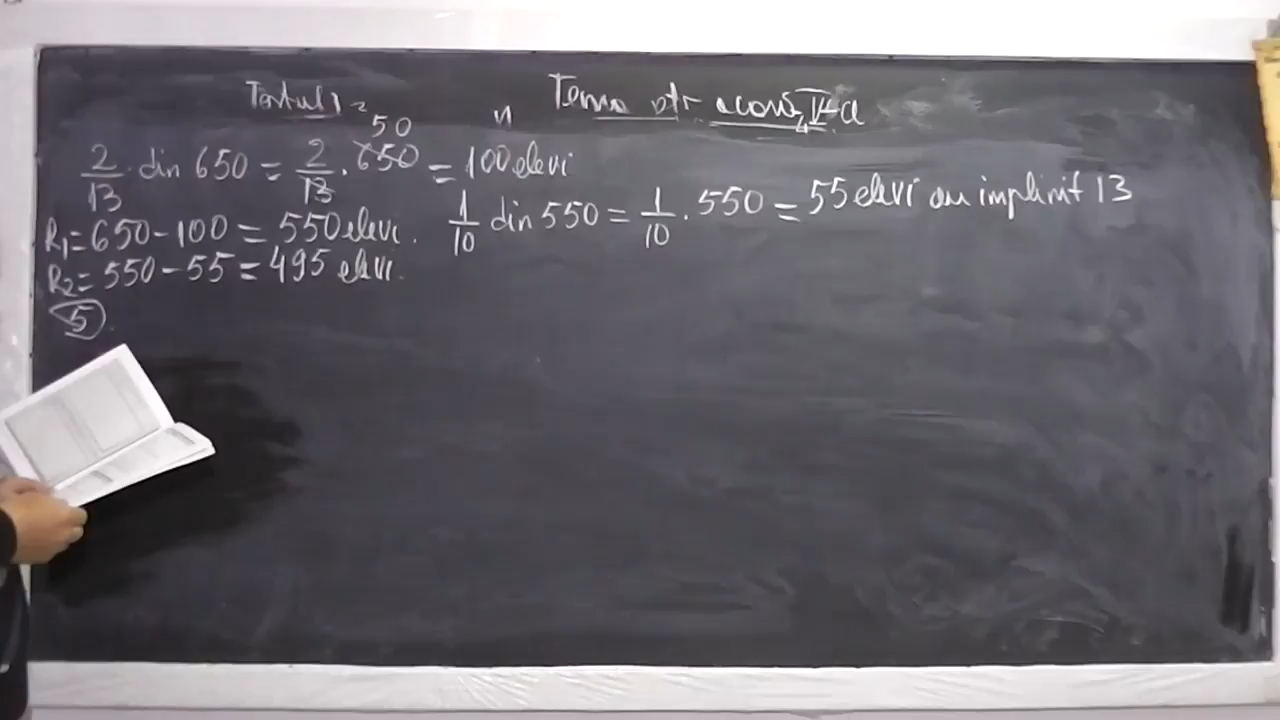 Testul 1
Tema ptr acasă
50
2/13 din 650 = 2/13 · 650 = 100 elevi
1/10 din 550 = 1/10 · 550 = 55 elevi au implinit 13
R1 = 650 - 100 = 550 elevi.
R2 = 550 - 55 = 495 elevi.
5